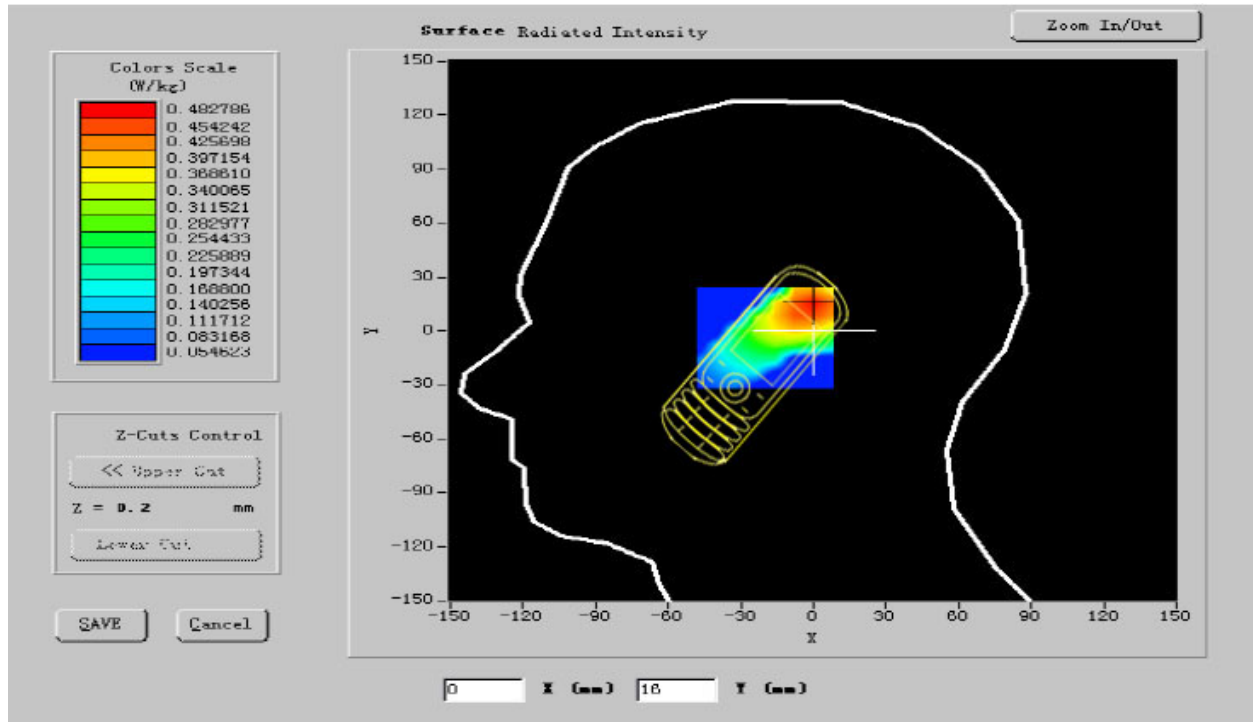 Surface Radiated Intensity
Zoom In/Out
Colors Scale
(W/kg)
0.482786
0.454242
0.425698
0.397154
0.368610
0.340065
0.311521
0.282977
0.254433
0.225889
0.197344
0.168800
0.140256
0.111712
0.083168
0.054623
Z-Cuts Control
<< Upper Cut
Z = 0.2 mm
Lower Cut
SAVE
Cancel
150
120
90
60
30
0
-30
-60
-90
-120
-150
Y
-150 -120 -90 -60 -30 0 30 60 90 120 150
X
0 X (mm) 16 Y (mm)